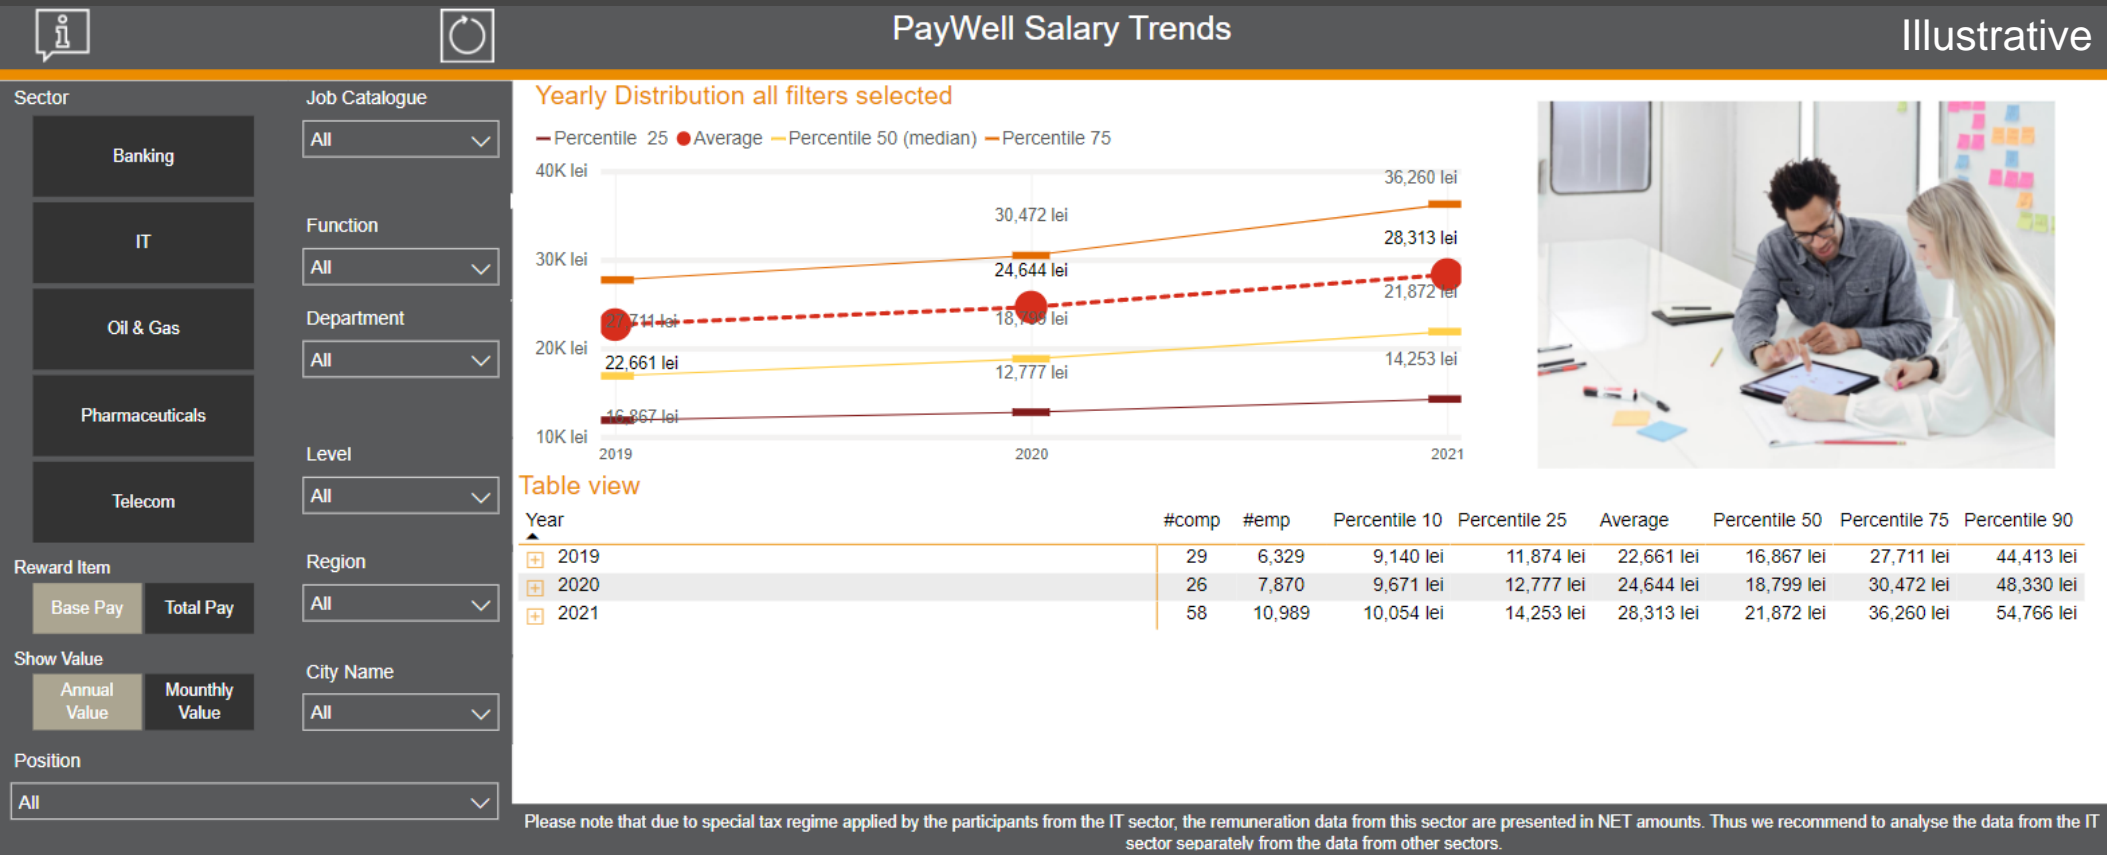 PayWell Salary Trends
Illustrative
Sector
Banking
IT
Oil & Gas
Pharmaceuticals
Telecom
Reward Item
Base Pay
Total Pay
Show Value
Annual
Value
Mounthly
Value
Position
All
Job Catalogue
All
Function
All
Department
All
Level
All
Region
All
City Name
All
Yearly Distribution all filters selected
Percentile 25 Average Percentile 50 (median) Percentile 75
40K lei
30K lei
20K lei
10K lei
27,711 lei
22,661 lei
16,867 lei
30,472 lei
24,644 lei
18,799 lei
12,777 lei
36,260 lei
28,313 lei
21,872 lei
14,253 lei
2019 2020 2021
Table view
Year #comp #emp Percentile 10 Percentile 25 Average Percentile 50 Percentile 75 Percentile 90
2019 29 6,329 9,140 lei 11,874 lei 22,661 lei 16,867 lei 27,711 lei 44,413 lei
2020 26 7,870 9,671 lei 12,777 lei 24,644 lei 18,799 lei 30,472 lei 48,330 lei
2021 58 10,989 10,054 lei 14,253 lei 28,313 lei 21,872 lei 36,260 lei 54,766 lei
Please note that due to special tax regime applied by the participants from the IT sector, the remuneration data from this sector are presented in NET amounts. Thus we recommend to analyse the data from the IT
sector separately from the data from other sectors.